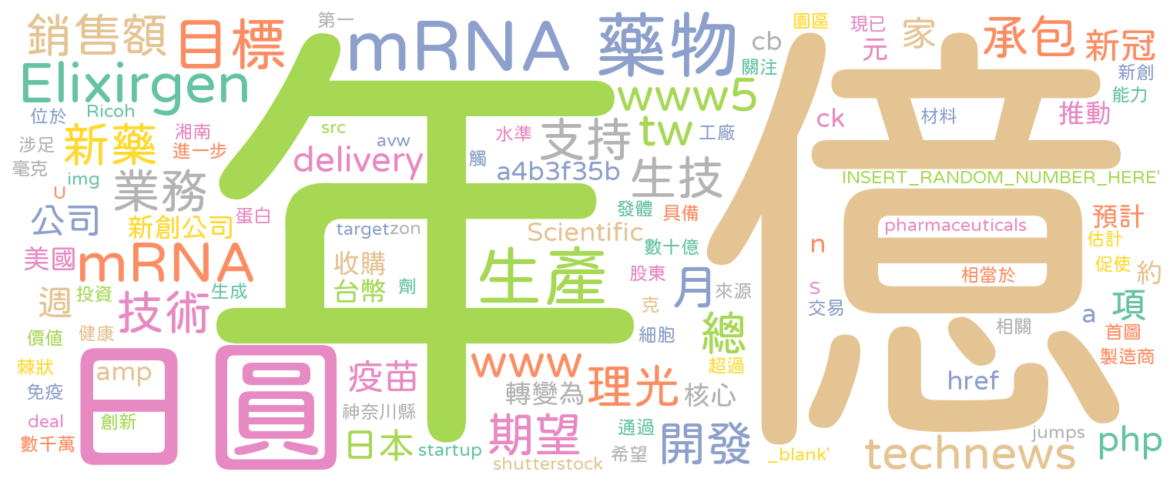 第一
園區
現已
銷售額
目標
mRNA
藥物
cb
元
家
承包
新冠
Elixirgen
關注
新創
位於
Ricoh
www5
能力
湘南
src
水準
tw
工廠
ck
材料
推動
涉足
新藥
進一步
avw
支持
毫克
img
delivery
觸
a4b3f35b
生技
INSERT_RANDOM_NUMBER_HERE'
U
業務
公司
新創公司
蛋白
target
zon
Scientific
發體
具備
數十億
pharmaceuticals
預計
年
億
美國
mRNA
收購
生產
股東
月
來源
n
估計
促使
約
週
投資
技術
生成
台幣
劑
克
s
交易
相當於
項
價值
健康
細胞
總
超過
a
相關
首圖
製造商
棘狀
免疫
amp
日
圓
疫苗
www
轉變為
理光
核心
href
deal
創新
神奈川縣
期望
通過
開發
_blank'
jumps
php
數千萬
日本
startup
shutterstock
希望
technews